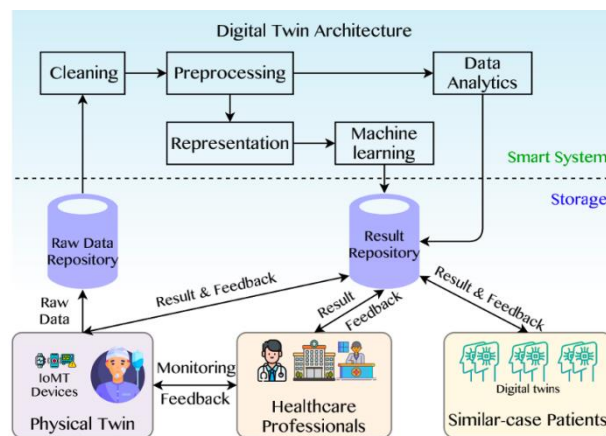 Digital Twin Architecture
Cleaning
Preprocessing
Data
Analytics
Representation
Machine
learning
Smart System
Storage
Raw Data
Repository
Result
Repository
Raw
Data
Result & Feedback
Result
Feedback
Result & Feedback
IoMT
Devices
Physical Twin
Monitoring
Feedback
Healthcare
Professionals
Digital twins
Similar-case Patients